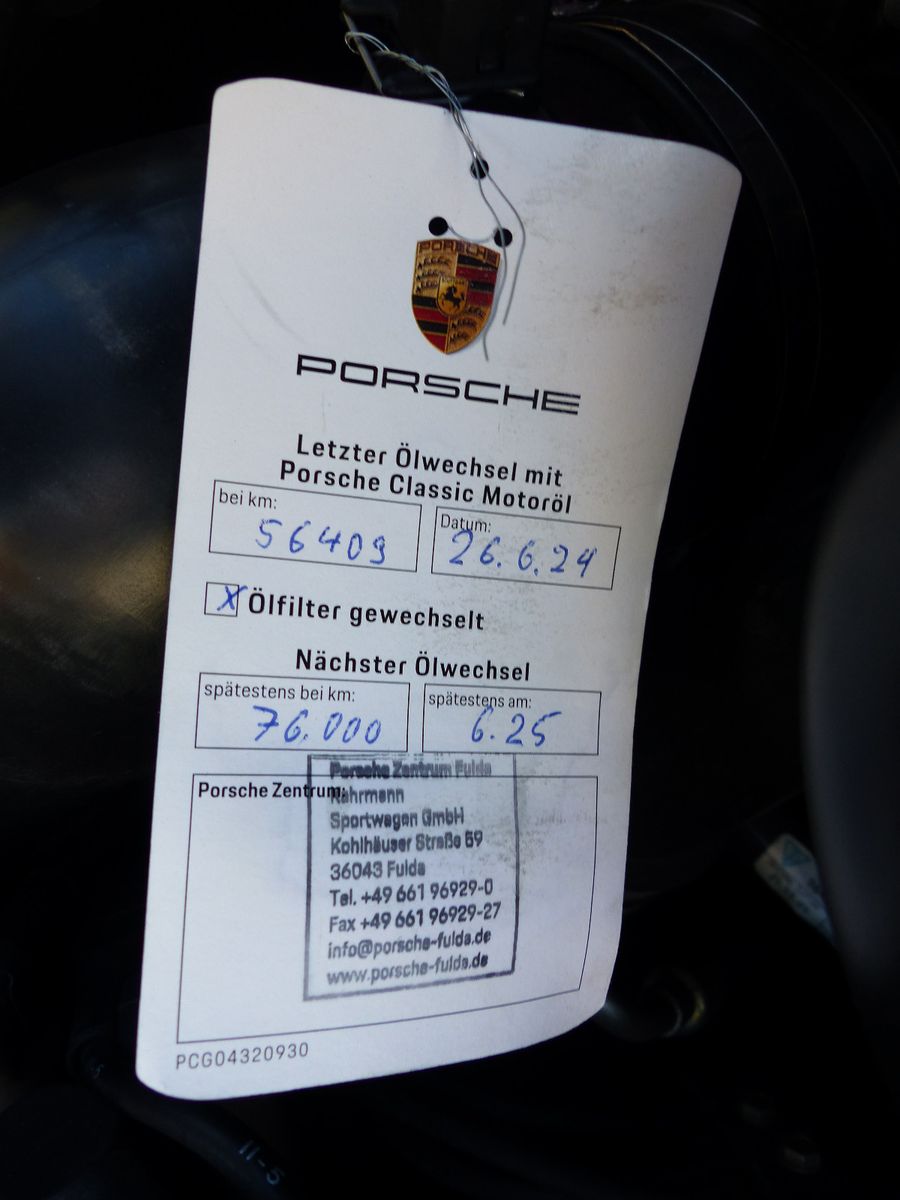 PORSCHE
PORSCHE
Letzter Ölwechsel mit
Porsche Classic Motoröl
bei km:
56409
Datum:
26.6.24
X Ölfilter gewechselt
Nächster Ölwechsel
spätestens bei km:
76.000
spätestens am:
6.25
Porsche Zentrum:
Porsche Zentrum Fulda
Rahrmann
Sportwagen GmbH
Kohlhäuser Straße 59
36043 Fulda
Tel. +49 661 96929-0
Fax +49 661 96929-27
info@porsche-fulda.de
www.porsche-fulda.de
PCG04320930
11-5